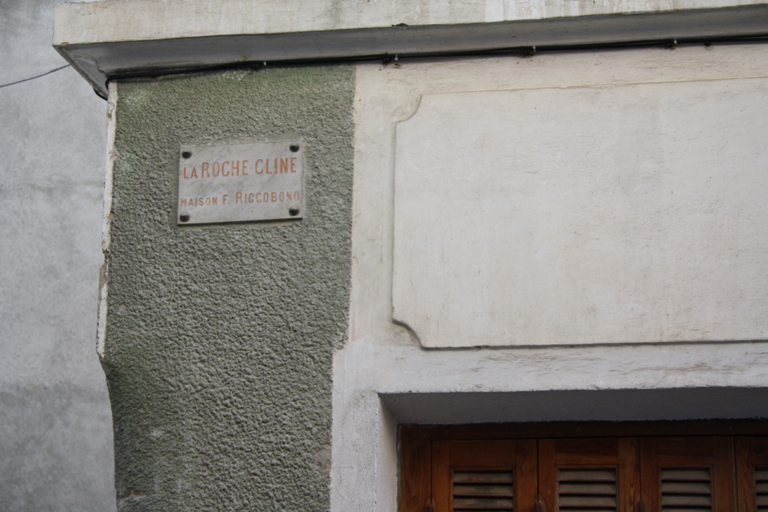 LA ROCHE CLINE
MAISON F. RICCOBONO